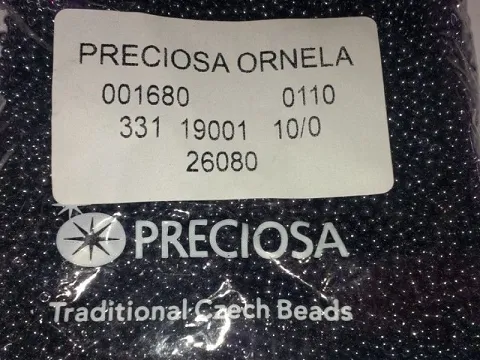 PRECIOSA ORNELA
001680 0110
331 19001 10/0
26080
PRECIOSA
Traditional Czech Beads